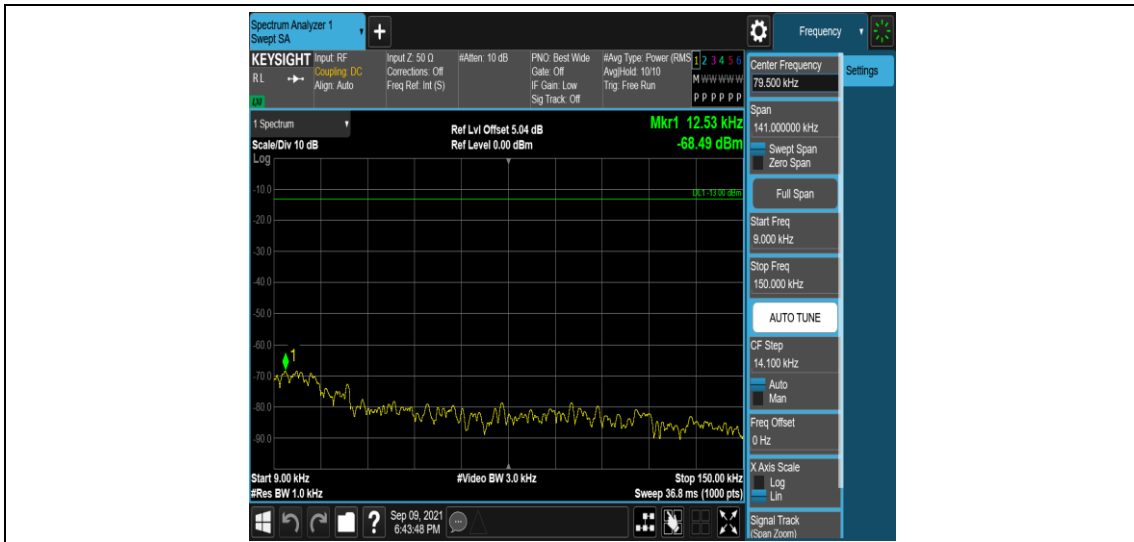 Spectrum Analyzer 1
Swept SA
+
Frequency
KEYSIGHT
RL
LXI
Input: RF
Coupling: DC
Align: Auto
Input Z: 50 Ω
Corrections: Off
Freq Ref: Int (S)
#Atten: 10 dB
PNO: Best Wide
Gate: Off
IF Gain: Low
Sig Track: Off
#Avg Type: Power (RMS
Avg|Hold: 10/10
Trig: Free Run
1 2 3 4 5 6
M W W W W W
P P P P P P
1 Spectrum
Scale/Div 10 dB
Log
Ref Lvl Offset 5.04 dB
Ref Level 0.00 dBm
Mkr1 12.53 kHz
-68.49 dBm
DL1 -13.00 dBm
-10.0
-20.0
-30.0
-40.0
-50.0
-60.0
1
-70.0
-80.0
-90.0
Start 9.00 kHz
#Res BW 1.0 kHz
#Video BW 3.0 kHz
Stop 150.00 kHz
Sweep 36.8 ms (1000 pts)
Center Frequency
79.500 kHz
Settings
Span
141.000000 kHz
Swept Span
Zero Span
Full Span
Start Freq
9.000 kHz
Stop Freq
150.000 kHz
AUTO TUNE
CF Step
14.100 kHz
Auto
Man
Freq Offset
0 Hz
X Axis Scale
Log
Lin
Signal Track
(Span Zoom)
?
Sep 09, 2021
6:43:48 PM